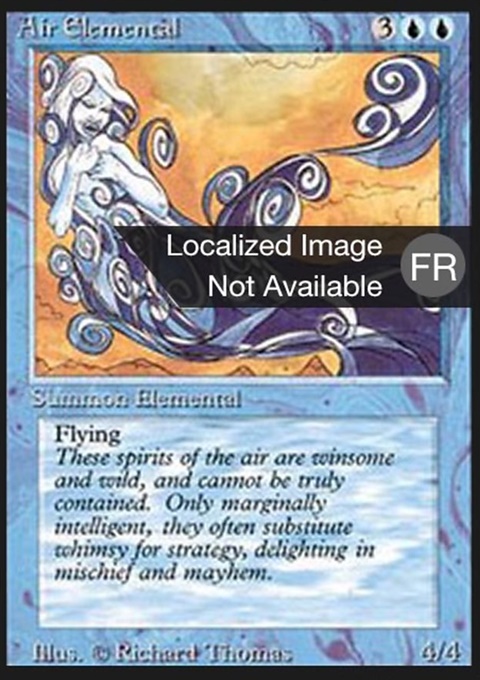 Air Elemental 3
Localized Image
Not Available
FR
Summon Elemental
Flying
These spirits of the air are winsome
and wild, and cannot be truly
contained. Only marginally
intelligent, they often substitute
whimsy for strategy, delighting in
mischief and mayhem.
Illus. © Richard Thomas 4/4